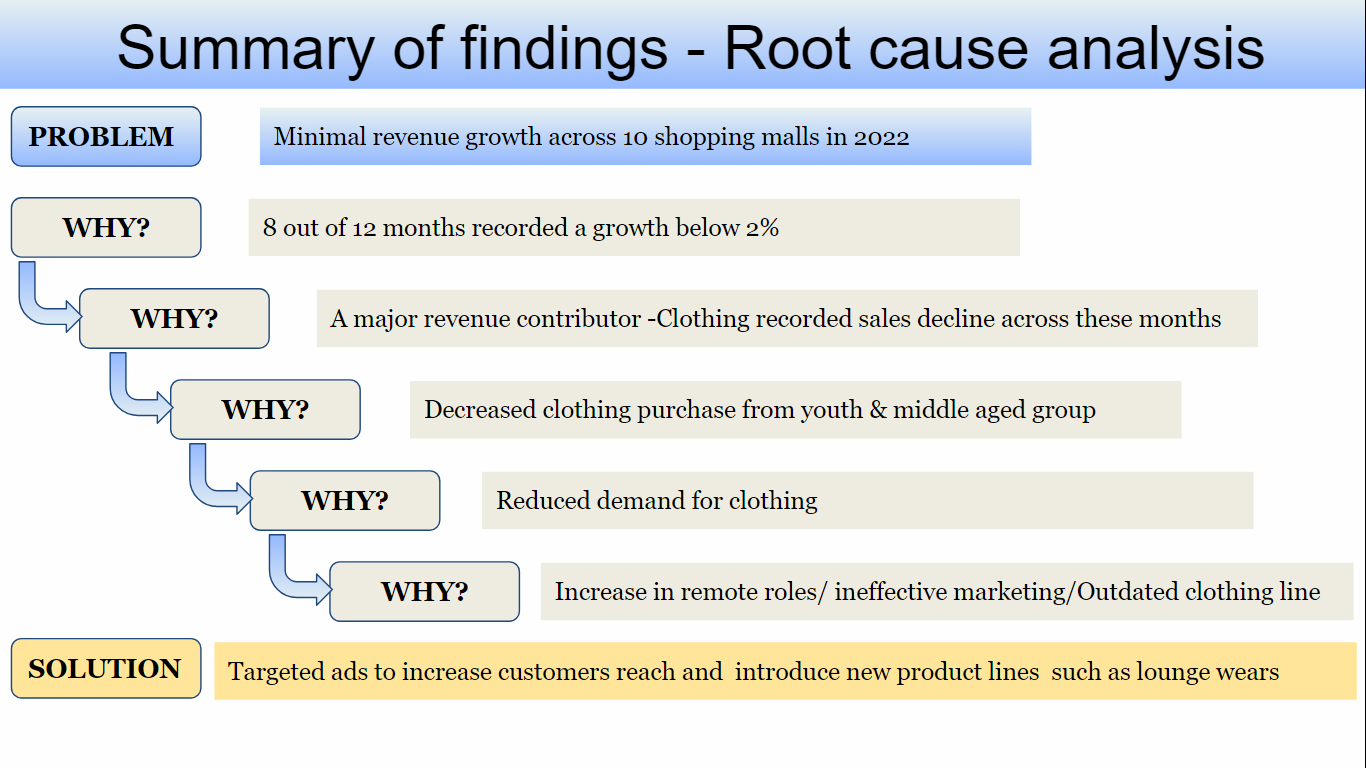 Summary of findings - Root cause analysis
PROBLEM
Minimal revenue growth across 10 shopping malls in 2022
WHY?
8 out of 12 months recorded a growth below 2%
WHY?
A major revenue contributor -Clothing recorded sales decline across these months
WHY?
Decreased clothing purchase from youth & middle aged group
WHY?
Reduced demand for clothing
WHY?
Increase in remote roles/ ineffective marketing/Outdated clothing line
SOLUTION
Targeted ads to increase customers reach and  introduce new product lines  such as lounge wears